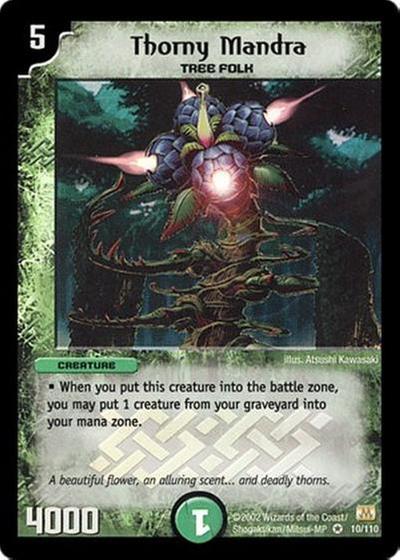 5
Thorny Mandra
TREE FOLK
illus. Atsushi Kawasaki
CREATURE
▪ When you put this creature into the battle zone,
you may put 1 creature from your graveyard into
your mana zone.
A beautiful flower, an alluring scent... and deadly thorns.
4000
1
©2002 Wizards of the Coast/
Shogakukan/Mitsui-MP ✪ 10/110